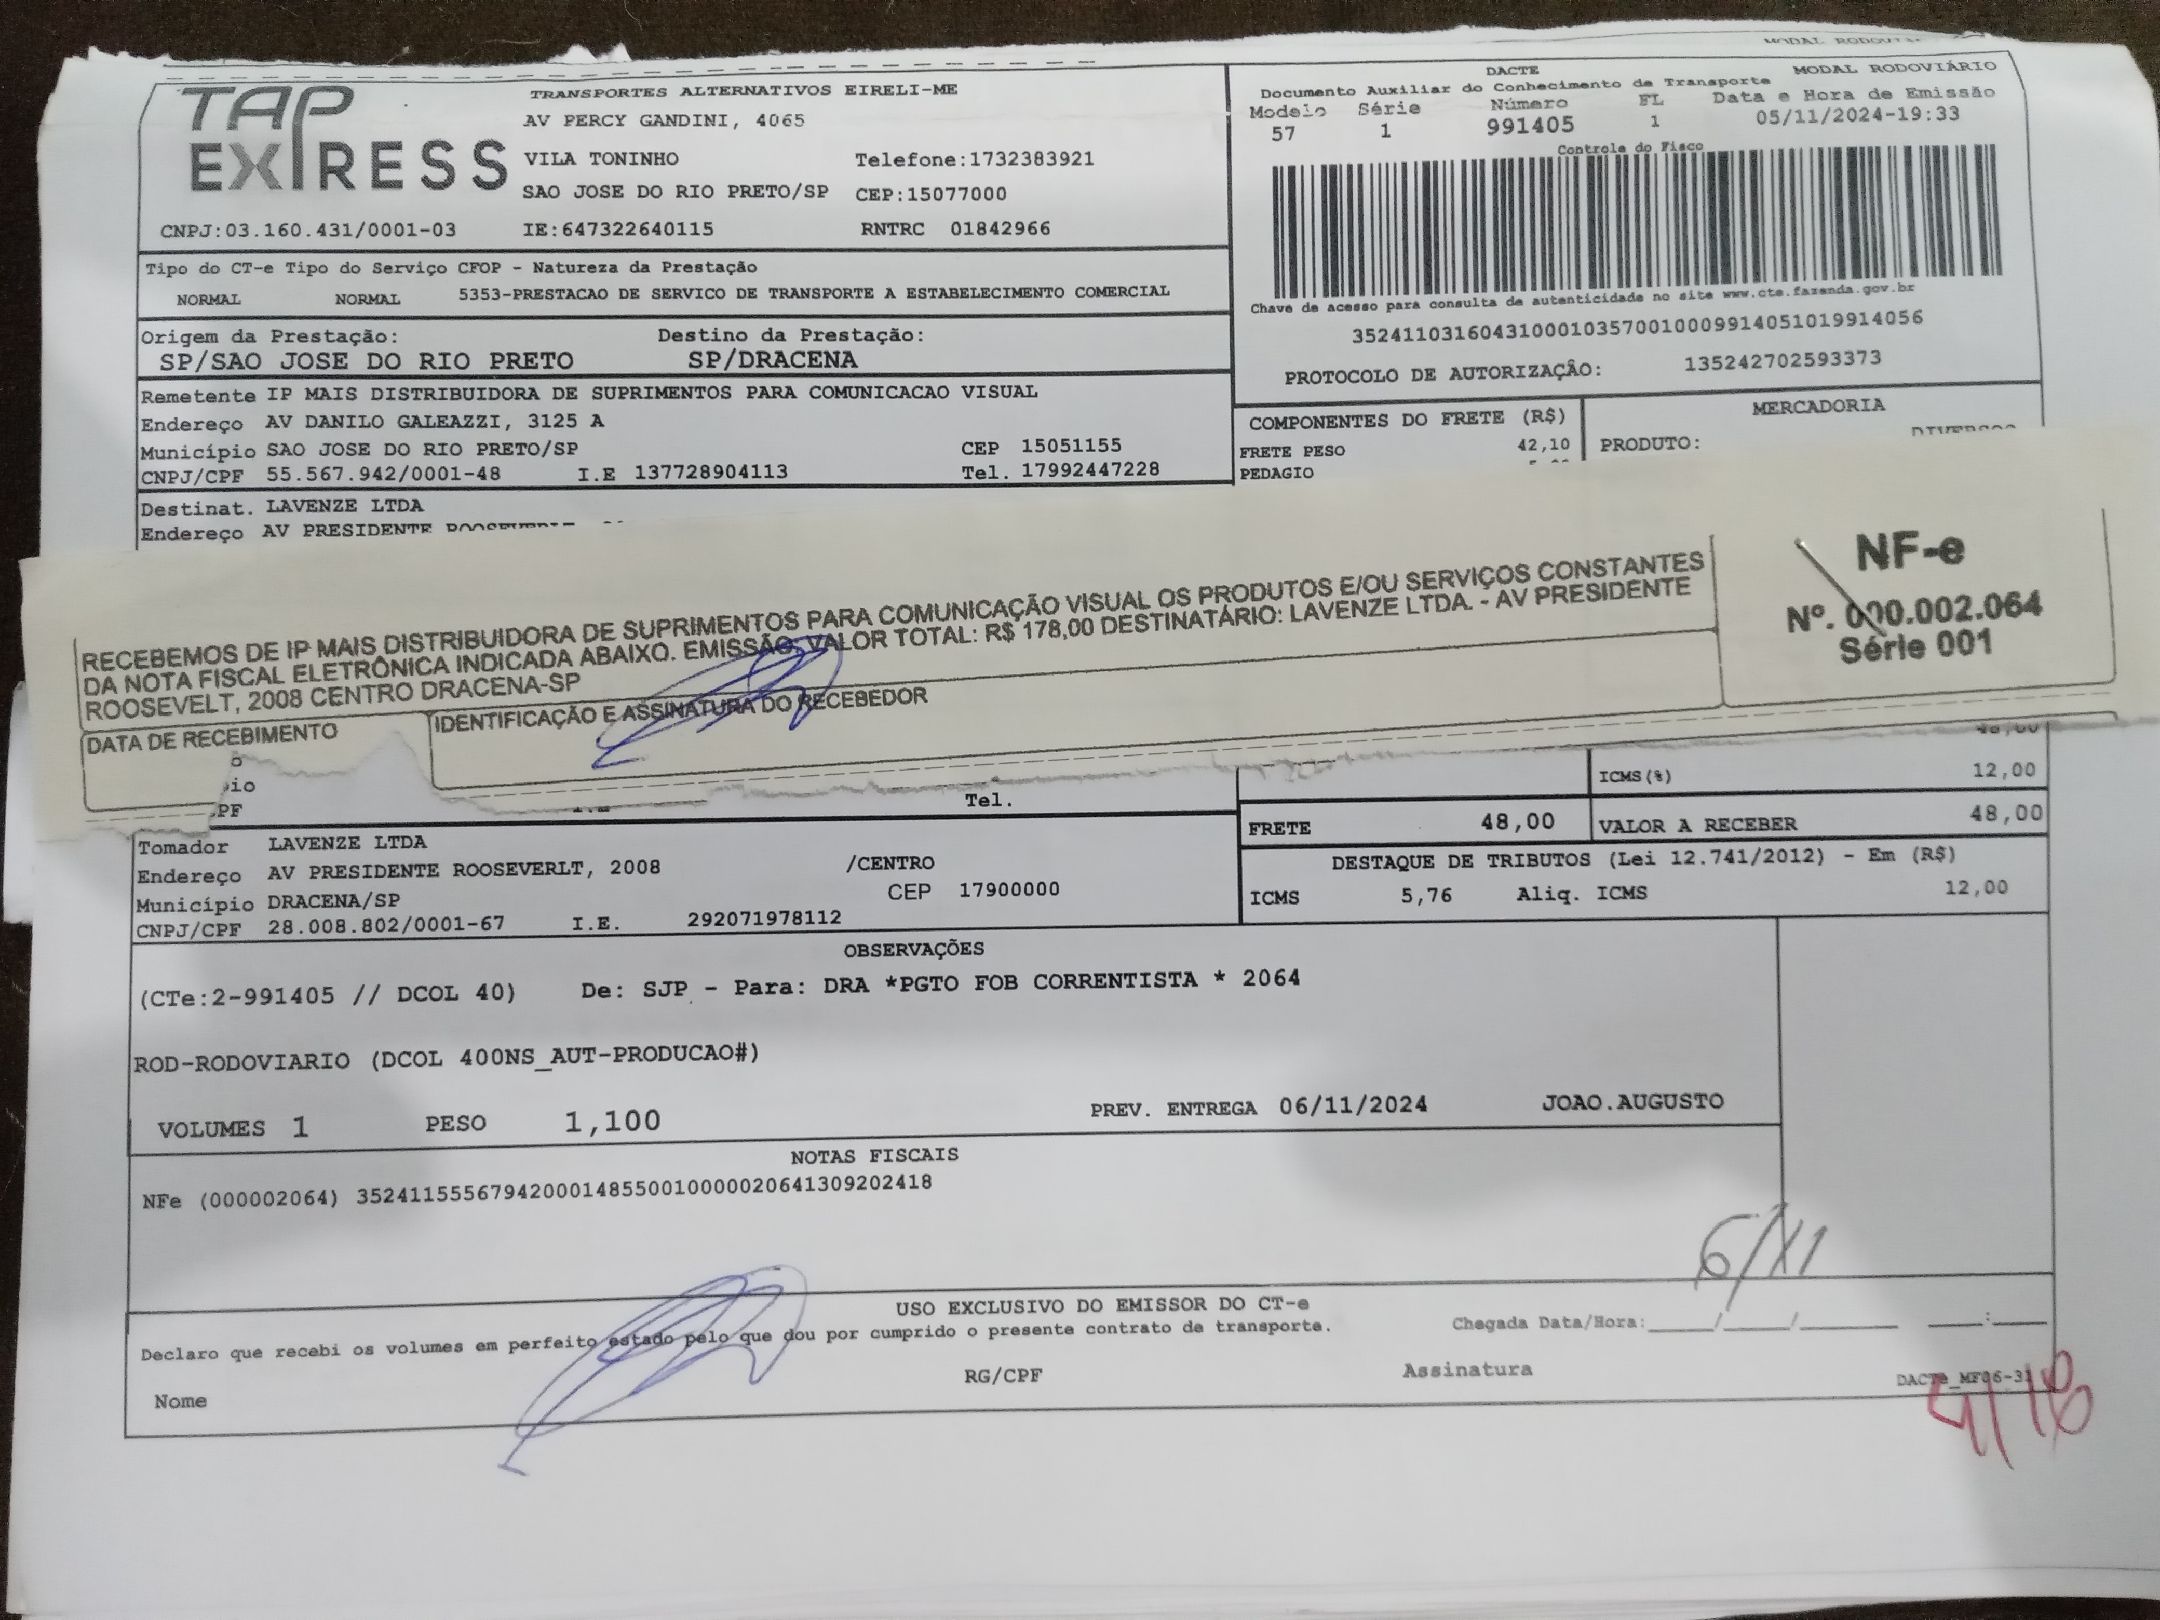 MODAL RODOVIÁRIO
TAP EXPRESS
TRANSPORTES ALTERNATIVOS EIRELI-ME
AV PERCY GANDINI, 4065
VILA TONINHO Telefone:1732383921
SAO JOSE DO RIO PRETO/SP CEP:15077000
CNPJ:03.160.431/0001-03 IE:647322640115 RNTRC 01842966
DACTE MODAL RODOVIÁRIO
Documento Auxiliar do Conhecimento de Transporte
Modelo Série Número FL Data e Hora de Emissão
57 1 991405 1 05/11/2024-19:33
Controle do Fisco
Chave de acesso para consulta de autenticidade no site www.cte.fazenda.gov.br
35241103160431000103570010009914051019914056
PROTOCOLO DE AUTORIZAÇÂO: 135242702593373
Tipo do CT-e Tipo do Serviço CFOP - Natureza da Prestação
NORMAL NORMAL 5353-PRESTACAO DE SERVICO DE TRANSPORTE A ESTABELECIMENTO COMERCIAL
Origem da Prestação: Destino da Prestação:
SP/SAO JOSE DO RIO PRETO SP/DRACENA
Remetente IP MAIS DISTRIBUIDORA DE SUPRIMENTOS PARA COMUNICACAO VISUAL
Endereço AV DANILO GALEAZZI, 3125 A
Município SAO JOSE DO RIO PRETO/SP CEP 15051155
CNPJ/CPF 55.567.942/0001-48 I.E 137728904113 Tel. 17992447228
COMPONENTES DO FRETE (R$) MERCADORIA
FRETE PESO 42,10 PRODUTO: DIVERSOS
PEDAGIO
Destinat. LAVENZE LTDA
Endereço AV PRESIDENTE ROOSEVERLT
RECEBEMOS DE IP MAIS DISTRIBUIDORA DE SUPRIMENTOS PARA COMUNICAÇÃO VISUAL OS PRODUTOS E/OU SERVIÇOS CONSTANTES
DA NOTA FISCAL ELETRÔNICA INDICADA ABAIXO. EMISSÃO: VALOR TOTAL: R$ 178,00 DESTINATÁRIO: LAVENZE LTDA. - AV PRESIDENTE
ROOSEVELT, 2008 CENTRO DRACENA-SP
DATA DE RECEBIMENTO IDENTIFICAÇÃO E ASSINATURA DO RECEBEDOR
NF-e
Nº. 000.002.064
Série 001
48,00
ICMS(%) 12,00
Tel.
FRETE 48,00 VALOR A RECEBER 48,00
Tomador LAVENZE LTDA
Endereço AV PRESIDENTE ROOSEVERLT, 2008 /CENTRO
Município DRACENA/SP CEP 17900000
CNPJ/CPF 28.008.802/0001-67 I.E. 292071978112
DESTAQUE DE TRIBUTOS (Lei 12.741/2012) - Em (R$)
ICMS 5,76 Aliq. ICMS 12,00
OBSERVAÇÕES
(CTe:2-991405 // DCOL 40) De: SJP - Para: DRA *PGTO FOB CORRENTISTA * 2064
ROD-RODOVIARIO (DCOL 400NS_AUT-PRODUCAO#)
VOLUMES 1 PESO 1,100 PREV. ENTREGA 06/11/2024 JOAO.AUGUSTO
NOTAS FISCAIS
NFe (000002064) 35241155567942000148550010000020641309202418
6/11
USO EXCLUSIVO DO EMISSOR DO CT-e
Declaro que recebi os volumes em perfeito estado pelo que dou por cumprido o presente contrato de transporte.
Chegada Data/Hora:_____/_____/_______ ____:____
Nome RG/CPF Assinatura